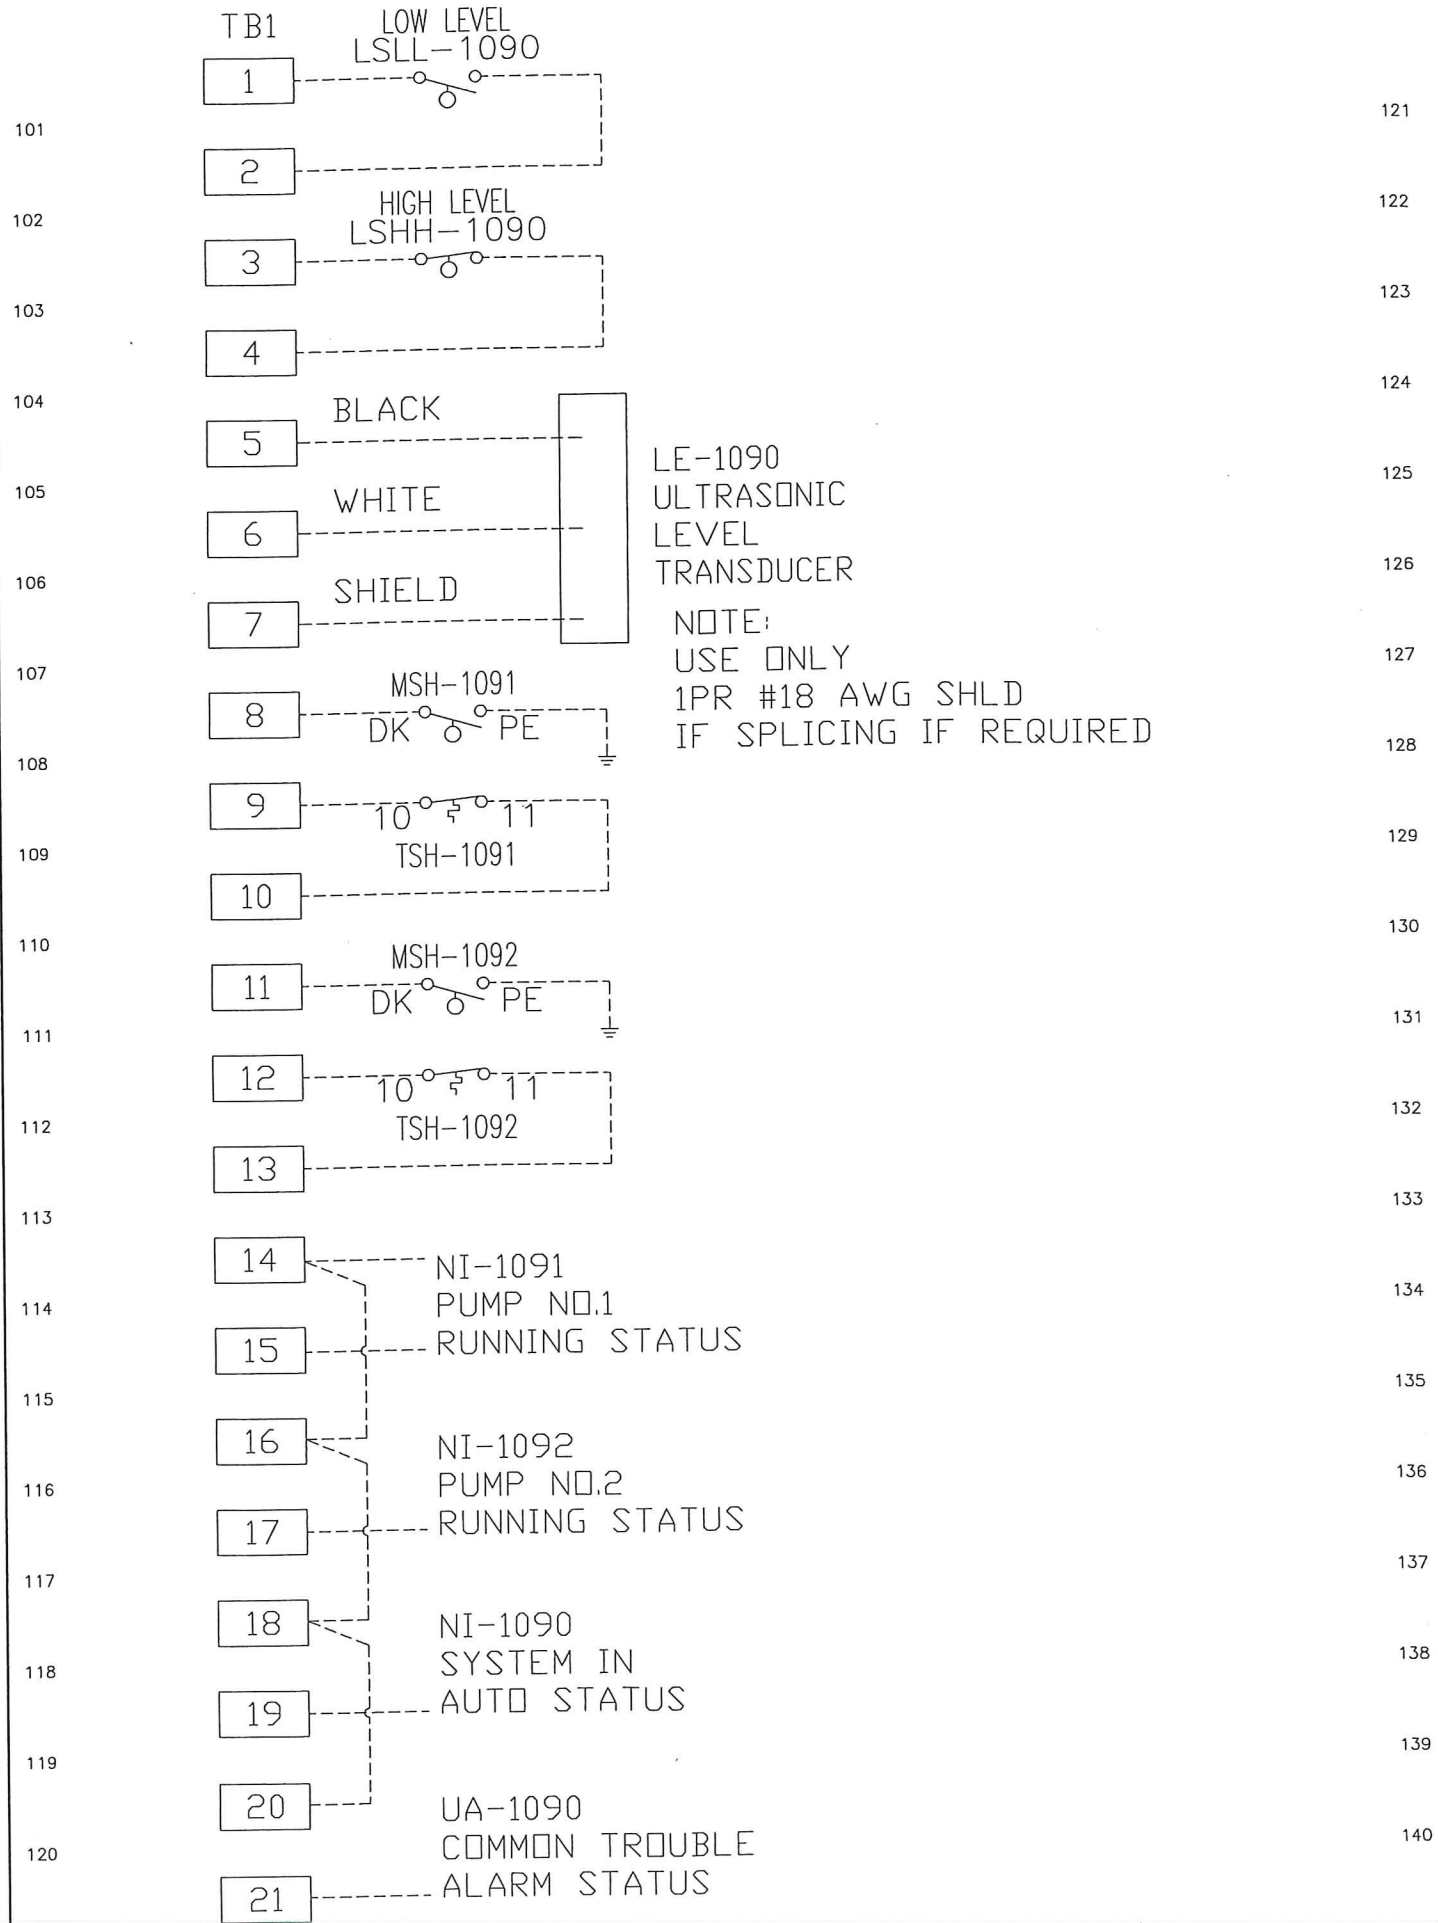 TB1
LOW LEVEL
LSLL-1090
1
121
101
2
122
HIGH LEVEL
102
LSHH-1090
3
123
103
4
124
104
BLACK
5
LE-1090
125
105
WHITE
ULTRASONIC
6
LEVEL
126
TRANSDUCER
106
SHIELD
7
NOTE:
127
USE ONLY
107
MSH-1091
1PR #18 AWG SHLD
8
DK PE
IF SPLICING IF REQUIRED
128
108
9
10 11
129
109
TSH-1091
10
130
110
MSH-1092
11
DK PE
131
111
12
10 11
132
112
TSH-1092
13
133
113
14
NI-1091
134
114
PUMP NO.1
15
RUNNING STATUS
135
115
16
NI-1092
136
116
PUMP NO.2
17
RUNNING STATUS
137
117
18
NI-1090
138
118
SYSTEM IN
19
AUTO STATUS
139
119
20
UA-1090
140
120
COMMON TROUBLE
21
ALARM STATUS